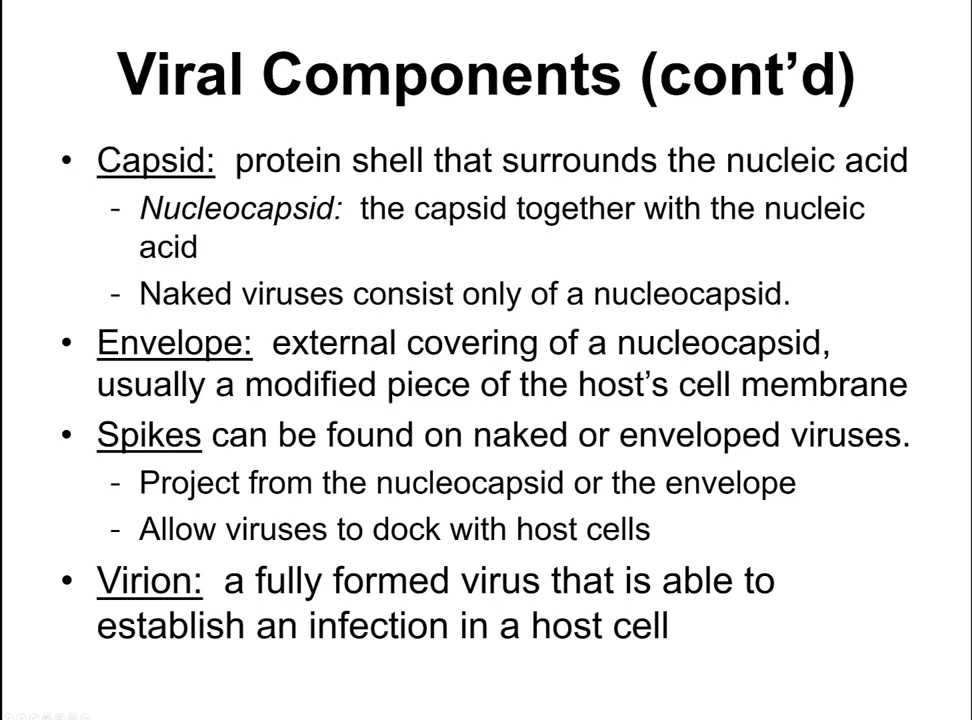 Viral Components (cont’d)
• Capsid: protein shell that surrounds the nucleic acid
- Nucleocapsid: the capsid together with the nucleic
acid
- Naked viruses consist only of a nucleocapsid.
• Envelope: external covering of a nucleocapsid,
usually a modified piece of the host’s cell membrane
• Spikes can be found on naked or enveloped viruses.
- Project from the nucleocapsid or the envelope
- Allow viruses to dock with host cells
• Virion: a fully formed virus that is able to
establish an infection in a host cell